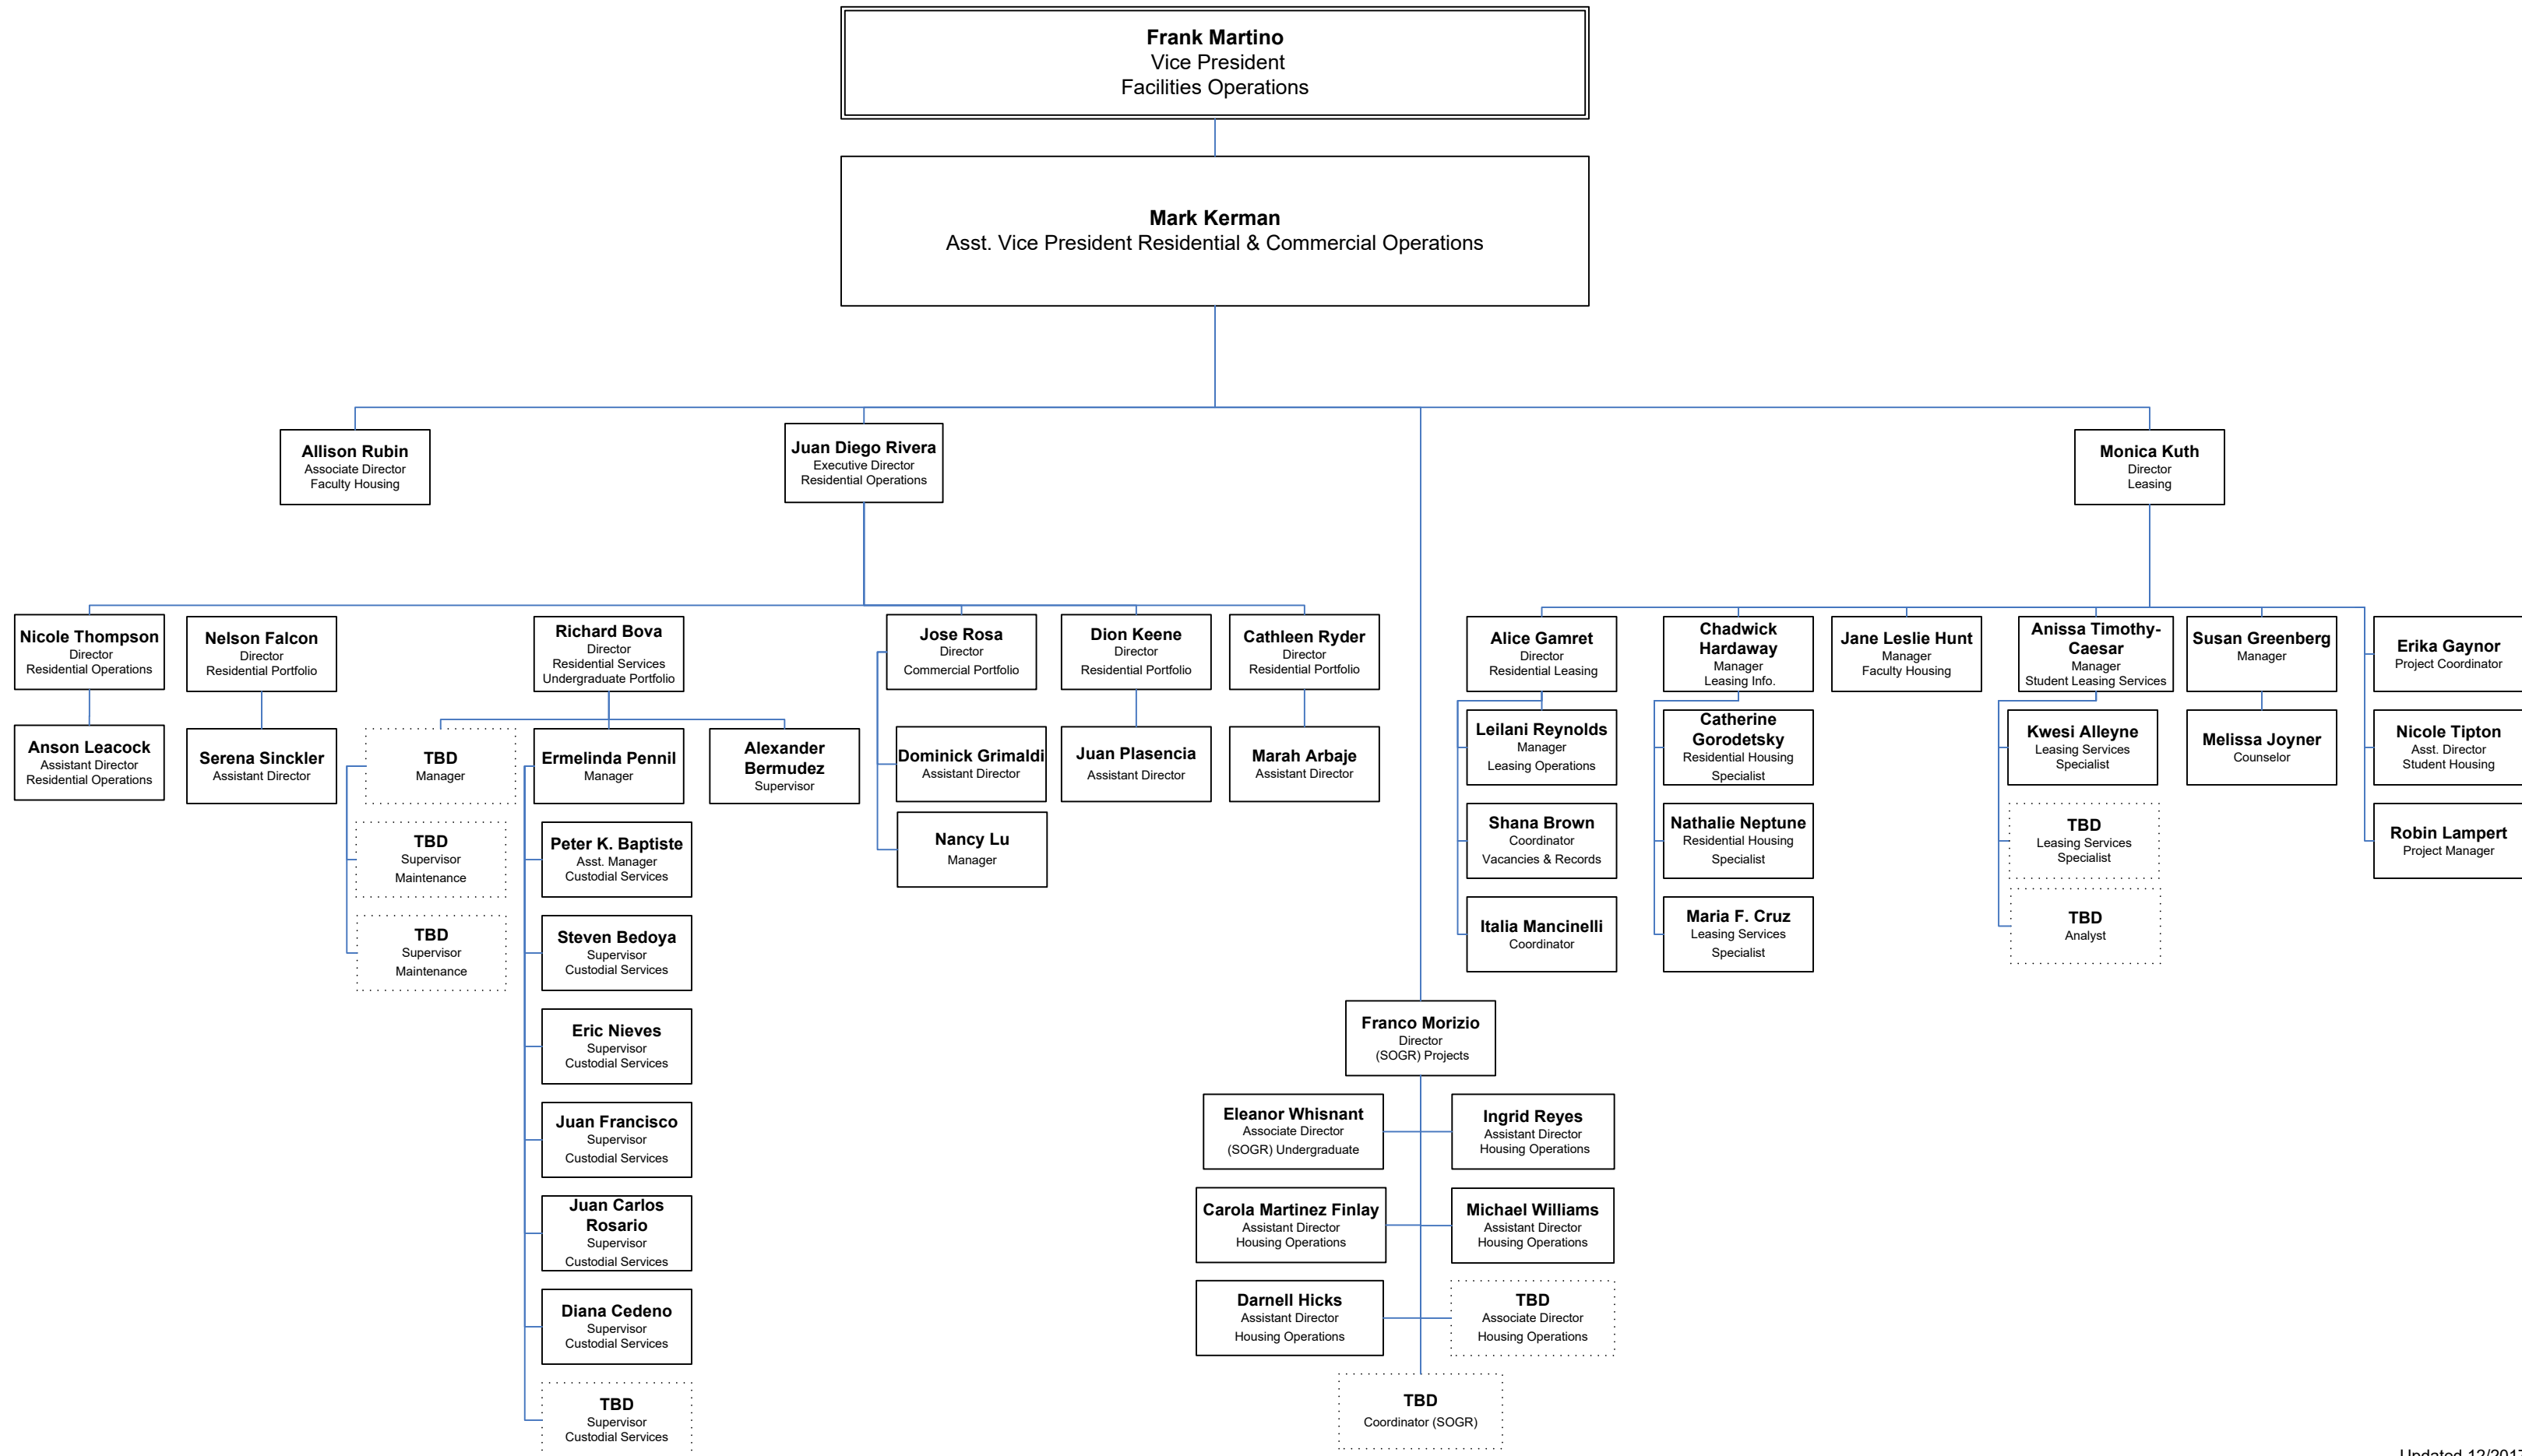 Frank Martino
Vice President
Facilities Operations
Mark Kerman
Asst. Vice President Residential & Commercial Operations
Allison Rubin
Associate Director
Faculty Housing
Juan Diego Rivera
Executive Director
Residential Operations
Monica Kuth
Director
Leasing
Nicole Thompson
Director
Residential Operations
Nelson Falcon
Director
Residential Portfolio
Richard Bova
Director
Residential Services
Undergraduate Portfolio
Jose Rosa
Director
Commercial Portfolio
Dion Keene
Director
Residential Portfolio
Cathleen Ryder
Director
Residential Portfolio
Alice Gamret
Director
Residential Leasing
Chadwick
Hardaway
Manager
Leasing Info.
Jane Leslie Hunt
Manager
Faculty Housing
Anissa Timothy-
Caesar
Manager
Student Leasing Services
Susan Greenberg
Manager
Erika Gaynor
Project Coordinator
Anson Leacock
Assistant Director
Residential Operations
Serena Sinckler
Assistant Director
TBD
Manager
Ermelinda Pennil
Manager
Alexander
Bermudez
Supervisor
Dominick Grimaldi
Assistant Director
Juan Plasencia
Assistant Director
Marah Arbaje
Assistant Director
Leilani Reynolds
Manager
Leasing Operations
Catherine
Gorodetsky
Residential Housing
Specialist
Kwesi Alleyne
Leasing Services
Specialist
Melissa Joyner
Counselor
Nicole Tipton
Asst. Director
Student Housing
TBD
Supervisor
Maintenance
Peter K. Baptiste
Asst. Manager
Custodial Services
Nancy Lu
Manager
Shana Brown
Coordinator
Vacancies & Records
Nathalie Neptune
Residential Housing
Specialist
TBD
Leasing Services
Specialist
Robin Lampert
Project Manager
TBD
Supervisor
Maintenance
Steven Bedoya
Supervisor
Custodial Services
Italia Mancinelli
Coordinator
Maria F. Cruz
Leasing Services
Specialist
TBD
Analyst
Eric Nieves
Supervisor
Custodial Services
Franco Morizio
Director
(SOGR) Projects
Juan Francisco
Supervisor
Custodial Services
Eleanor Whisnant
Associate Director
(SOGR) Undergraduate
Ingrid Reyes
Assistant Director
Housing Operations
Juan Carlos
Rosario
Supervisor
Custodial Services
Carola Martinez Finlay
Assistant Director
Housing Operations
Michael Williams
Assistant Director
Housing Operations
Diana Cedeno
Supervisor
Custodial Services
Darnell Hicks
Assistant Director
Housing Operations
TBD
Associate Director
Housing Operations
TBD
Supervisor
Custodial Services
TBD
Coordinator (SOGR)
Updated 12/2017